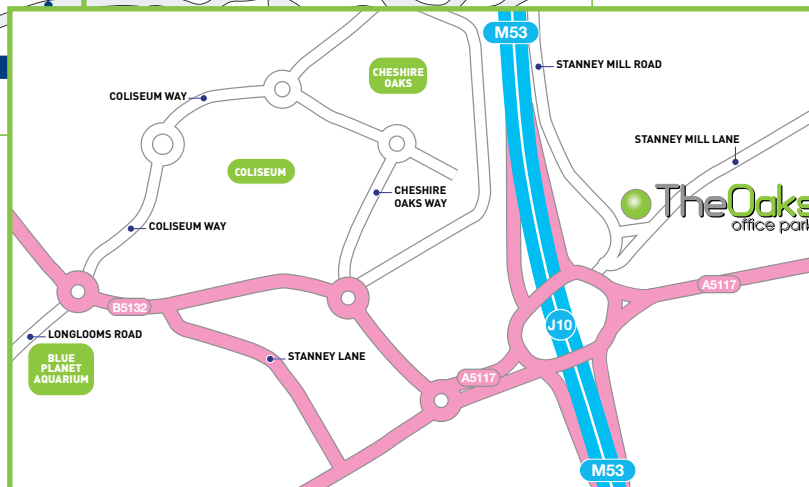 M53
STANNEY MILL ROAD
CHESHIRE
OAKS
COLISEUM WAY
STANNEY MILL LANE
COLISEUM
CHESHIRE
OAKS WAY
TheOaks
office park
COLISEUM WAY
A5117
B5132
J10
LONGLOOMS ROAD
BLUE
PLANET
AQUARIUM
STANNEY LANE
A5117
M53